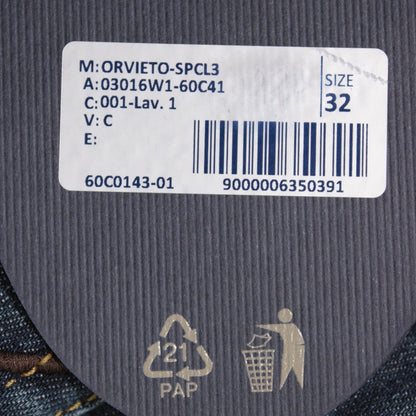 M: ORVIETO-SPCL3
A: 03016W1-60C41
C: 001-Lav. 1
V: C
E:
SIZE
32
60C0143-01
9000006350391
21
PAP